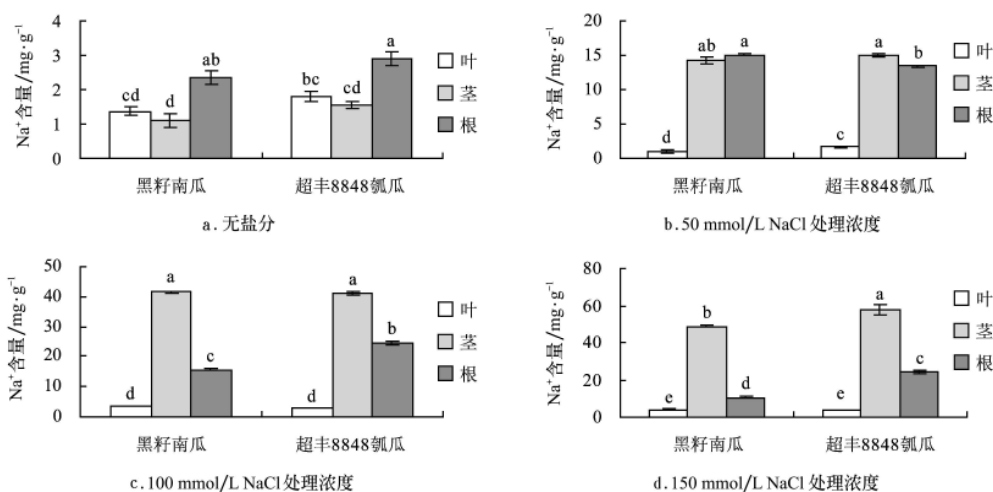 Na⁺含量/mg·g⁻¹
4
3
2
1
0
cd
d
ab
bc
cd
a
叶
茎
根
黑籽南瓜
超丰8848瓠瓜
a.无盐分
Na⁺含量/mg·g⁻¹
20
15
10
5
0
d
ab
a
c
a
b
叶
茎
根
黑籽南瓜
超丰8848瓠瓜
b.50 mmol/L NaCl 处理浓度
Na⁺含量/mg·g⁻¹
50
40
30
20
10
0
d
a
c
d
a
b
叶
茎
根
黑籽南瓜
超丰8848瓠瓜
c.100 mmol/L NaCl 处理浓度
Na⁺含量/mg·g⁻¹
80
60
40
20
0
e
b
d
e
a
c
叶
茎
根
黑籽南瓜
超丰8848瓠瓜
d.150 mmol/L NaCl 处理浓度